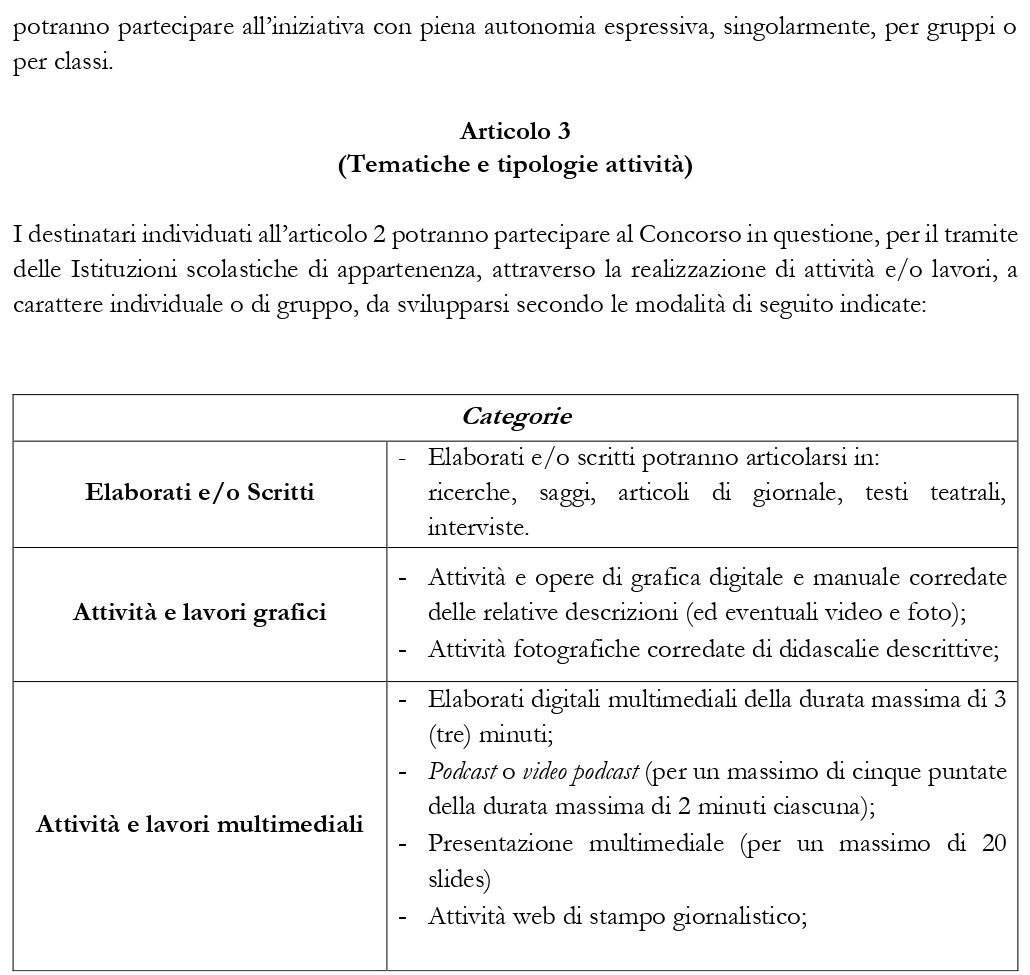 potranno partecipare all’iniziativa con piena autonomia espressiva, singolarmente, per gruppi o
per classi.
Articolo 3
(Tematiche e tipologie attività)
I destinatari individuati all’articolo 2 potranno partecipare al Concorso in questione, per il tramite
delle Istituzioni scolastiche di appartenenza, attraverso la realizzazione di attività e/o lavori, a
carattere individuale o di gruppo, da svilupparsi secondo le modalità di seguito indicate:
Categorie
Elaborati e/o Scritti
- Elaborati e/o scritti potranno articolarsi in:
ricerche, saggi, articoli di giornale, testi teatrali,
interviste.
Attività e lavori grafici
- Attività e opere di grafica digitale e manuale corredate
delle relative descrizioni (ed eventuali video e foto);
- Attività fotografiche corredate di didascalie descrittive;
Attività e lavori multimediali
- Elaborati digitali multimediali della durata massima di 3
(tre) minuti;
- Podcast o video podcast (per un massimo di cinque puntate
della durata massima di 2 minuti ciascuna);
- Presentazione multimediale (per un massimo di 20
slides)
- Attività web di stampo giornalistico;